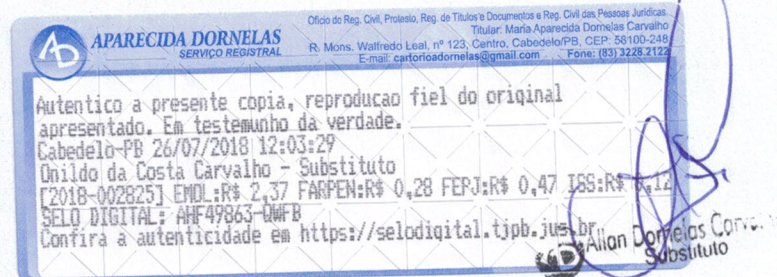 AD
APARECIDA DORNELAS
SERVIÇO REGISTRAL
Ofício de Reg. Civil, Protesto, Reg. de Títulos e Documentos e Reg. Civil das Pessoas Jurídicas.
Titular: Maria Aparecida Dornelas Carvalho
R. Mons. Walfredo Leal, nº 123, Centro, Cabedelo/PB, CEP: 58100-248
E-mail: cartorioadornelas@gmail.com Fone: (83) 3228.2122
Autentico a presente copia, reproducao fiel do original
apresentado. Em testemunho da verdade.
Cabedelo-PB 26/07/2018 12:03:29
Onildo da Costa Carvalho - Substituto
[2018-002825] EMOL:R$ 2,37 FARPEN:R$ 0,28 FEPJ:R$ 0,47 ISS:R$ 0,12
SELO DIGITAL: AHF49863-QWFB
Confira a autenticidade em https://selodigital.tjpb.jus.br
Allan Dornelas
Substituto